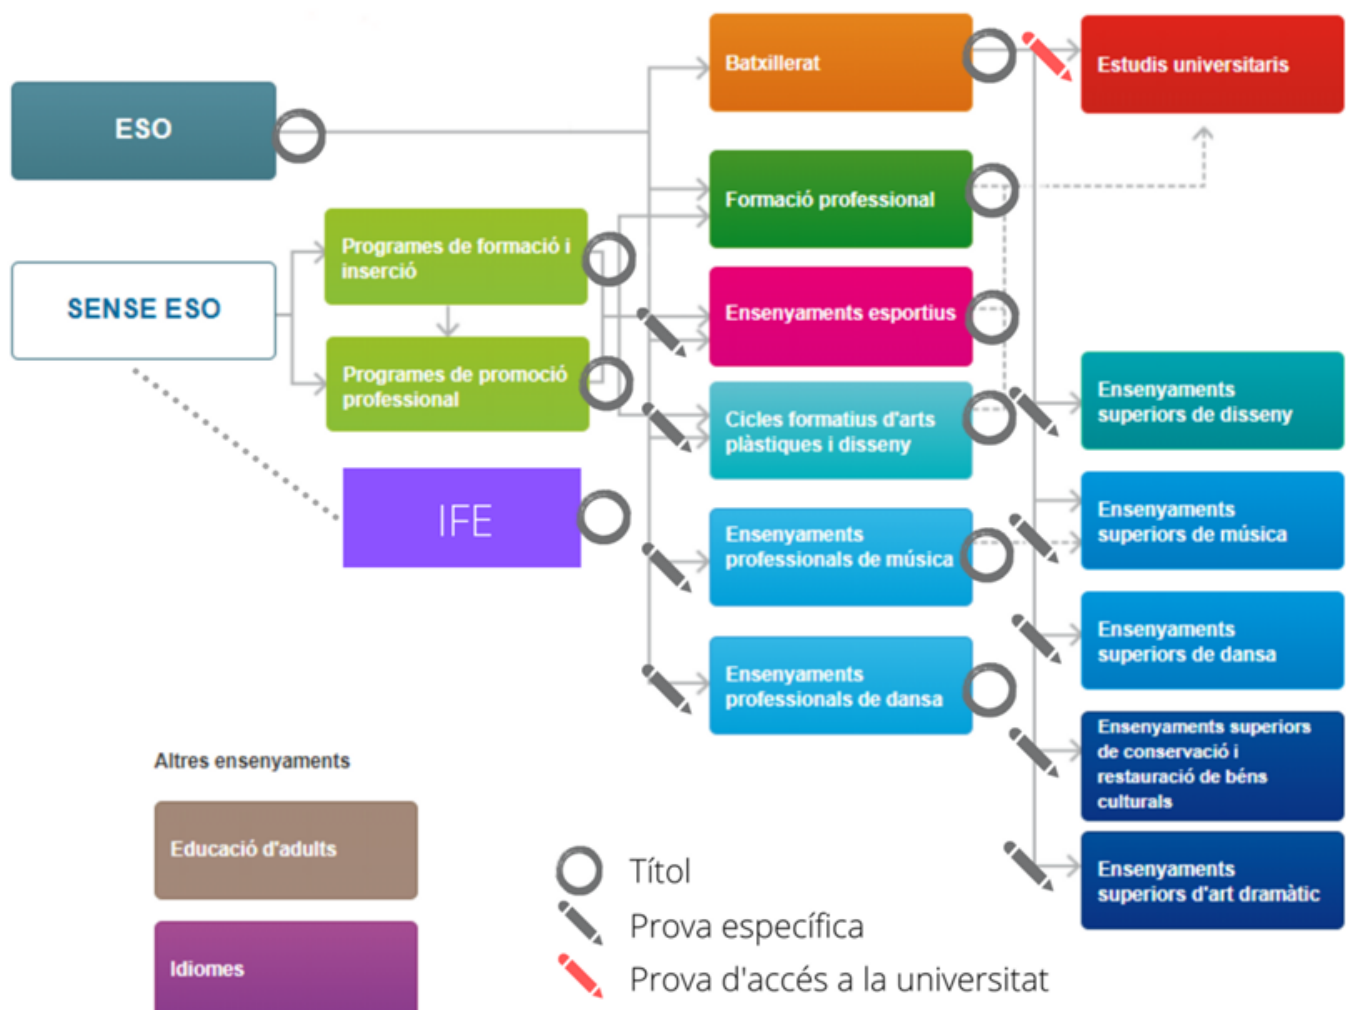 ESO
SENSE ESO
Programes de formació i
inserció
Programes de promoció
professional
IFE
Batxillerat
Formació professional
Ensenyaments esportius
Cicles formatius d'arts
plàstiques i disseny
Ensenyaments
professionals de música
Ensenyaments
professionals de dansa
Estudis universitaris
Ensenyaments
superiors de disseny
Ensenyaments
superiors de música
Ensenyaments
superiors de dansa
Ensenyaments superiors
de conservació i
restauració de béns
culturals
Ensenyaments
superiors d'art dramàtic
Altres ensenyaments
Educació d'adults
Idiomes
Títol
Prova específica
Prova d'accés a la universitat